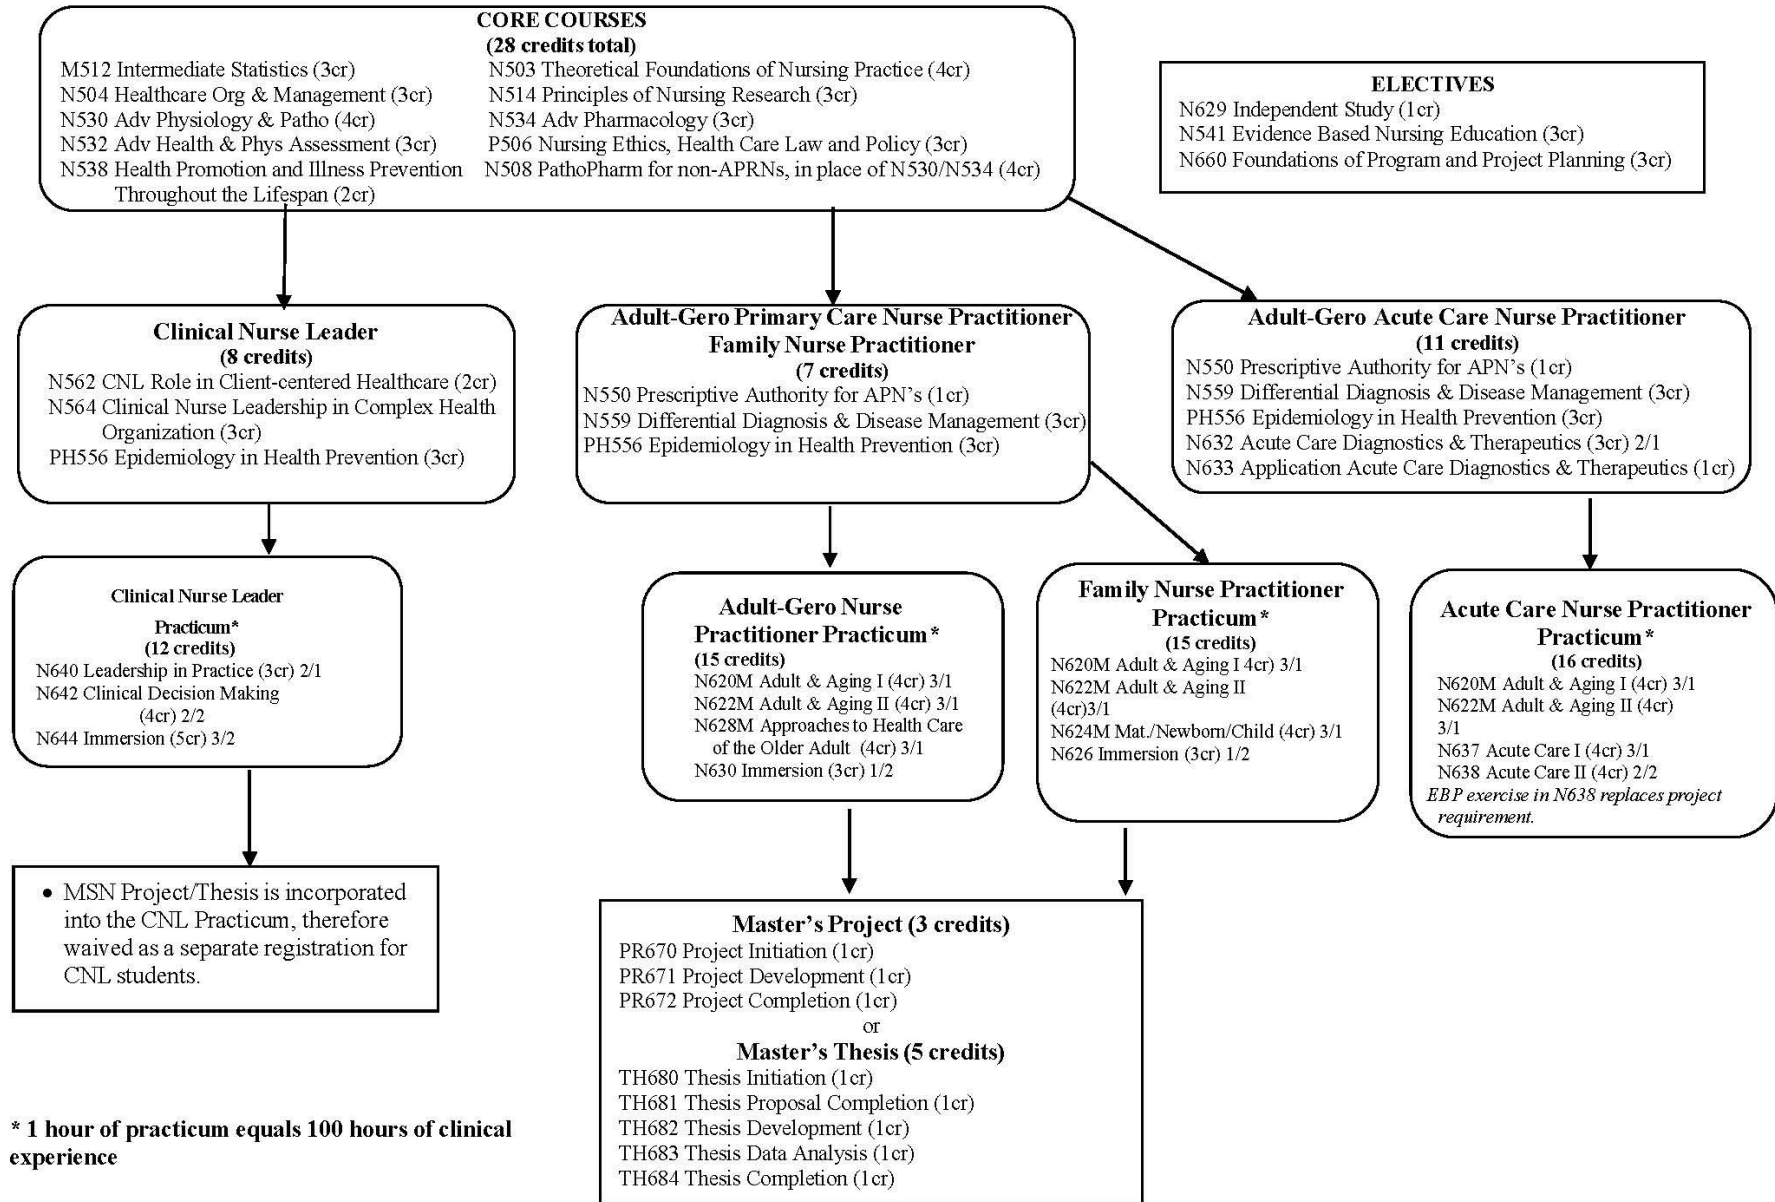 CORE COURSES
(28 credits total)
M512 Intermediate Statistics (3cr)
N504 Healthcare Org & Management (3cr)
N530 Adv Physiology & Patho (4cr)
N532 Adv Health & Phys Assessment (3cr)
N538 Health Promotion and Illness Prevention
Throughout the Lifespan (2cr)
N503 Theoretical Foundations of Nursing Practice (4cr)
N514 Principles of Nursing Research (3cr)
N534 Adv Pharmacology (3cr)
P506 Nursing Ethics, Health Care Law and Policy (3cr)
N508 PathoPharm for non-APRNs, in place of N530/N534 (4cr)
ELECTIVES
N629 Independent Study (1cr)
N541 Evidence Based Nursing Education (3cr)
N660 Foundations of Program and Project Planning (3cr)
Clinical Nurse Leader
(8 credits)
N562 CNL Role in Client-centered Healthcare (2cr)
N564 Clinical Nurse Leadership in Complex Health
Organization (3cr)
PH556 Epidemiology in Health Prevention (3cr)
Adult-Gero Primary Care Nurse Practitioner
Family Nurse Practitioner
(7 credits)
N550 Prescriptive Authority for APN's (1cr)
N559 Differential Diagnosis & Disease Management (3cr)
PH556 Epidemiology in Health Prevention (3cr)
Adult-Gero Acute Care Nurse Practitioner
(11 credits)
N550 Prescriptive Authority for APN's (1cr)
N559 Differential Diagnosis & Disease Management (3cr)
PH556 Epidemiology in Health Prevention (3cr)
N632 Acute Care Diagnostics & Therapeutics (3cr) 2/1
N633 Application Acute Care Diagnostics & Therapeutics (1cr)
Clinical Nurse Leader
Practicum*
(12 credits)
N640 Leadership in Practice (3cr) 2/1
N642 Clinical Decision Making
(4cr) 2/2
N644 Immersion (5cr) 3/2
Adult-Gero Nurse
Practitioner Practicum*
(15 credits)
N620M Adult & Aging I (4cr) 3/1
N622M Adult & Aging II (4cr) 3/1
N628M Approaches to Health Care
of the Older Adult (4cr) 3/1
N630 Immersion (3cr) 1/2
Family Nurse Practitioner
Practicum*
(15 credits)
N620M Adult & Aging I 4cr) 3/1
N622M Adult & Aging II
(4cr)3/1
N624M Mat./Newborn/Child (4cr) 3/1
N626 Immersion (3cr) 1/2
Acute Care Nurse Practitioner
Practicum*
(16 credits)
N620M Adult & Aging I (4cr) 3/1
N622M Adult & Aging II (4cr)
3/1
N637 Acute Care I (4cr) 3/1
N638 Acute Care II (4cr) 2/2
EBP exercise in N638 replaces project
requirement.
• MSN Project/Thesis is incorporated
into the CNL Practicum, therefore
waived as a separate registration for
CNL students.
Master's Project (3 credits)
PR670 Project Initiation (1cr)
PR671 Project Development (1cr)
PR672 Project Completion (1cr)
or
Master's Thesis (5 credits)
TH680 Thesis Initiation (1cr)
TH681 Thesis Proposal Completion (1cr)
TH682 Thesis Development (1cr)
TH683 Thesis Data Analysis (1cr)
TH684 Thesis Completion (1cr)
* 1 hour of practicum equals 100 hours of clinical
experience